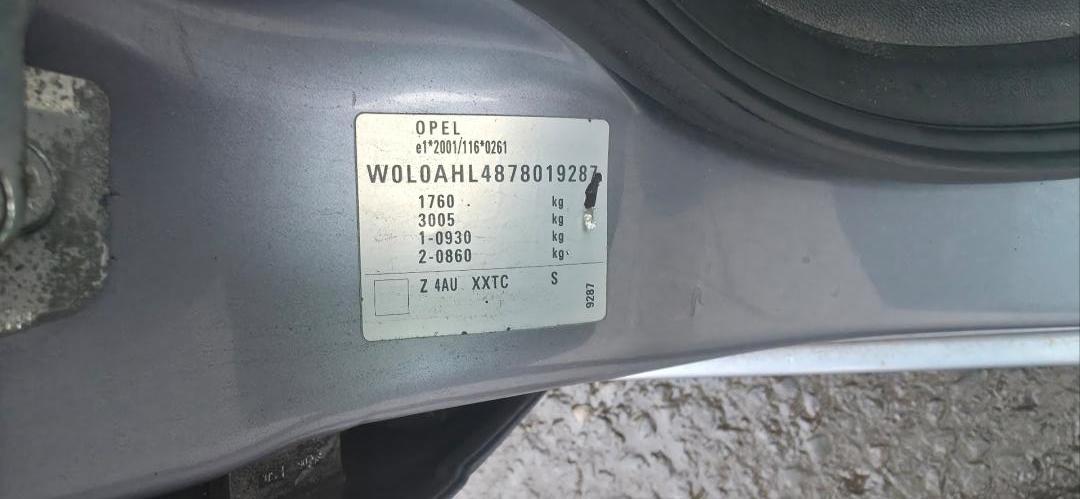 OPEL
e1*2001/116*0261
W0L0AHL4878019287
1760 kg
3005 kg
1-0930 kg
2-0860 kg
Z 4AU XXTC S
9287